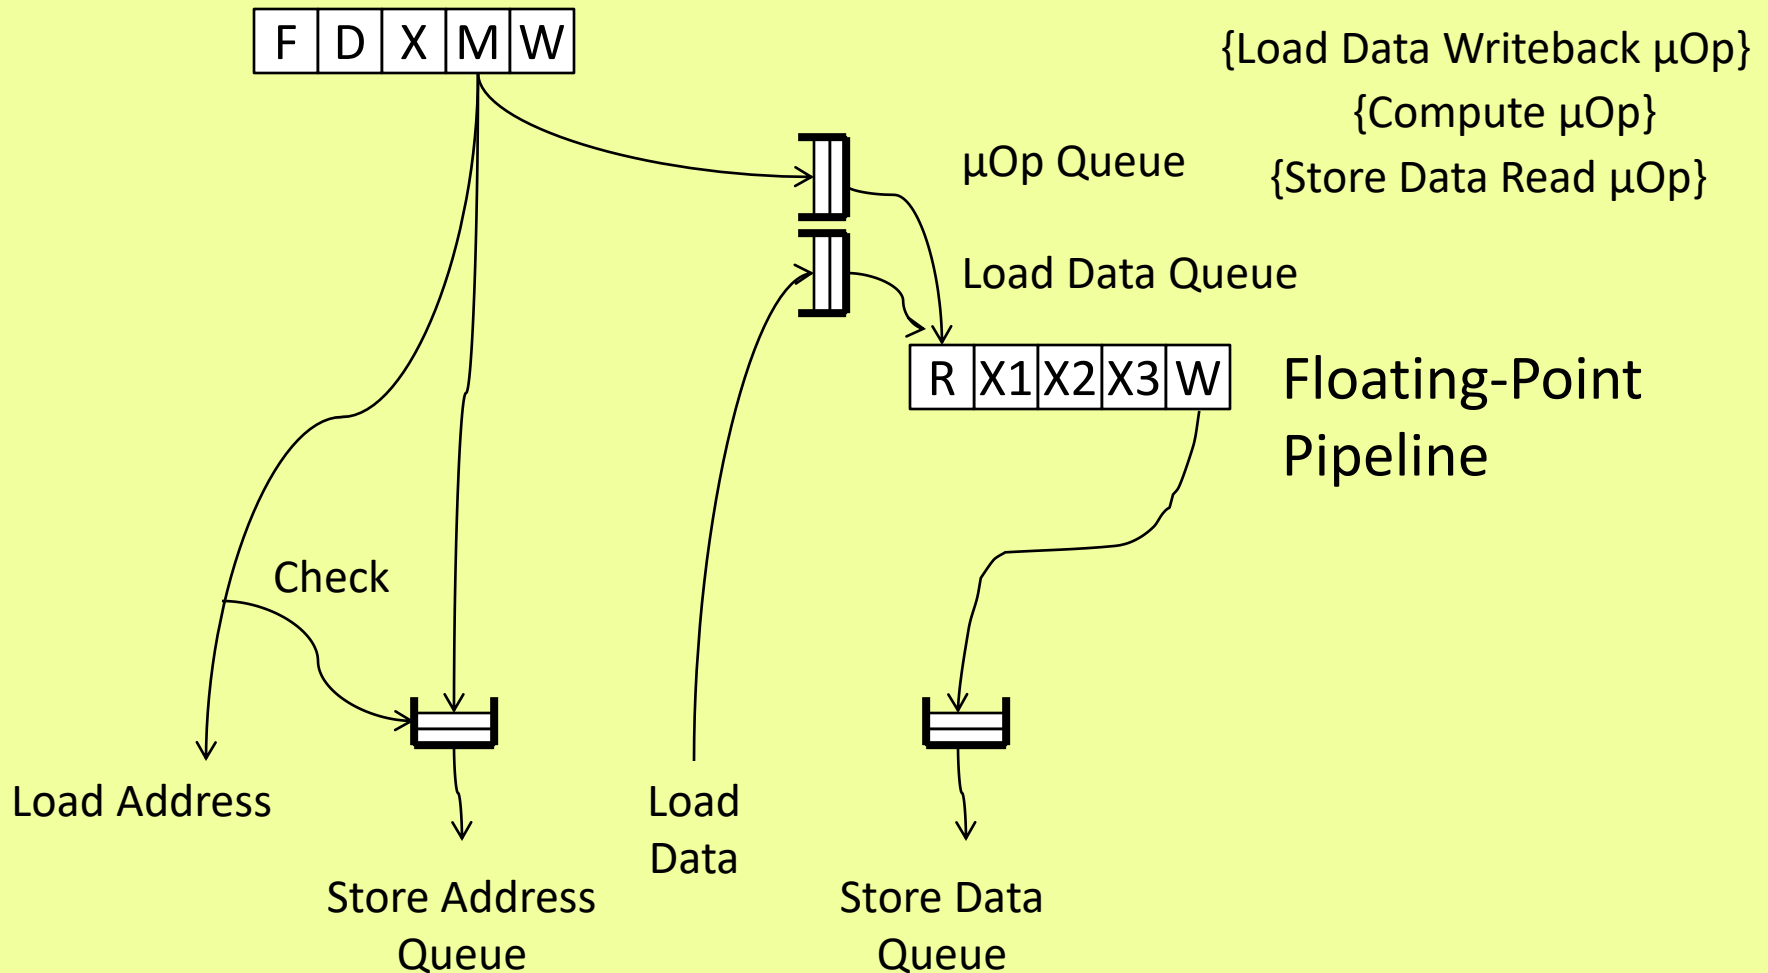 F D X M W
{Load Data Writeback µOp}
{Compute µOp}
{Store Data Read µOp}
µOp Queue
Load Data Queue
R X1 X2 X3 W
Floating-Point
Pipeline
Check
Load Address
Load
Data
Store Address
Queue
Store Data
Queue